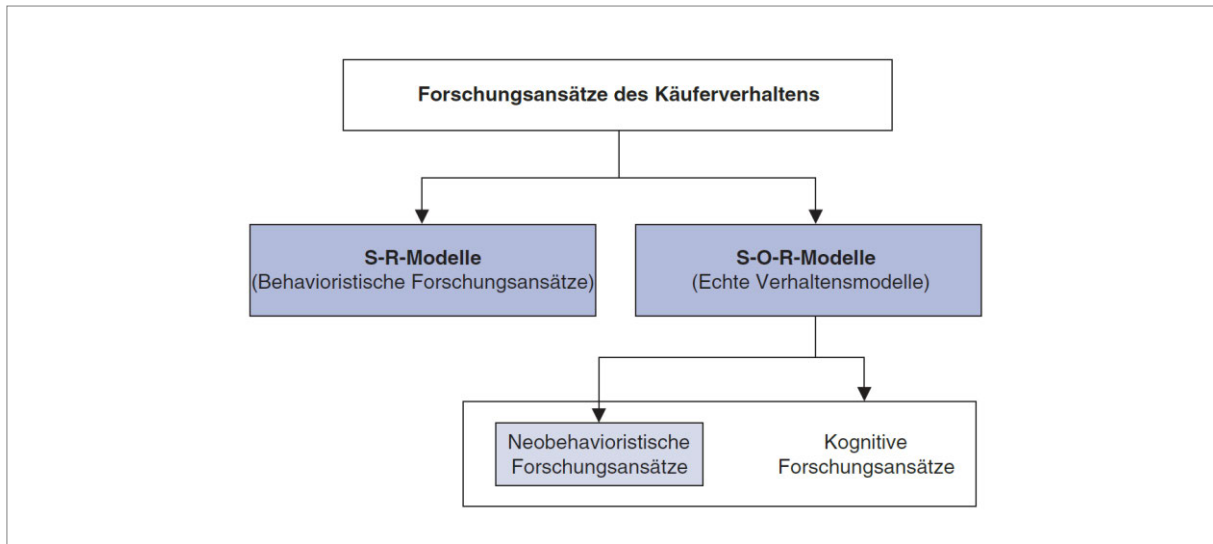 Forschungsansätze des Käuferverhaltens
S-R-Modelle
(Behavioristische Forschungsansätze)
S-O-R-Modelle
(Echte Verhaltensmodelle)
Neobehavioristische
Forschungsansätze
Kognitive
Forschungsansätze